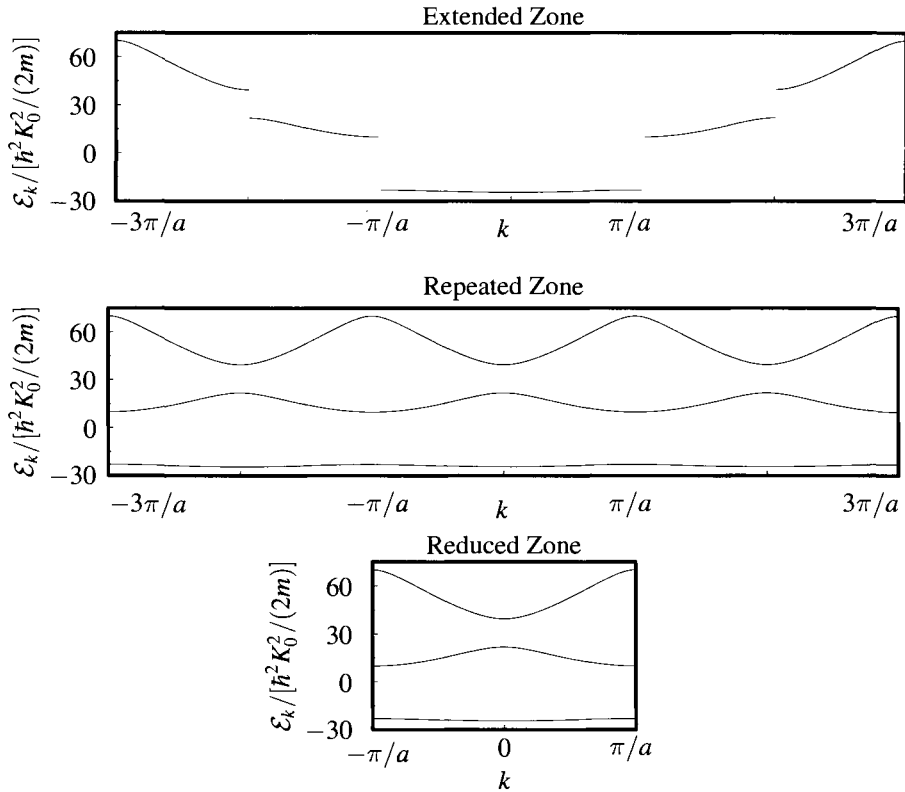 Extended Zone
ℰₖ/[ℏ²K₀²/(2m)]
60
30
0
−30
−3π/a
−π/a
k
π/a
3π/a
Repeated Zone
ℰₖ/[ℏ²K₀²/(2m)]
60
30
0
−30
−3π/a
−π/a
k
π/a
3π/a
Reduced Zone
ℰₖ/[ℏ²K₀²/(2m)]
60
30
0
−30
−π/a
0
π/a
k